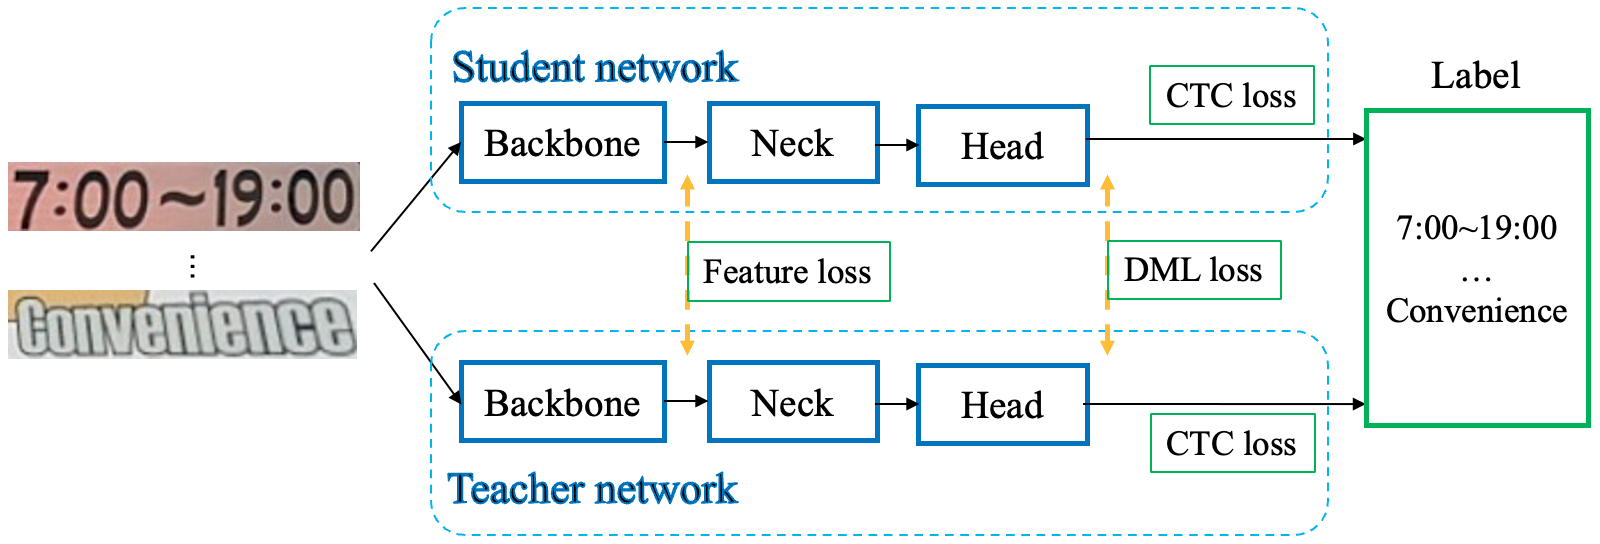 Student network
CTC loss
Label
Backbone
Neck
Head
7:00~19:00
7:00~19:00
...
Convenience
Feature loss
DML loss
...
Convenience
Backbone
Neck
Head
CTC loss
Teacher network